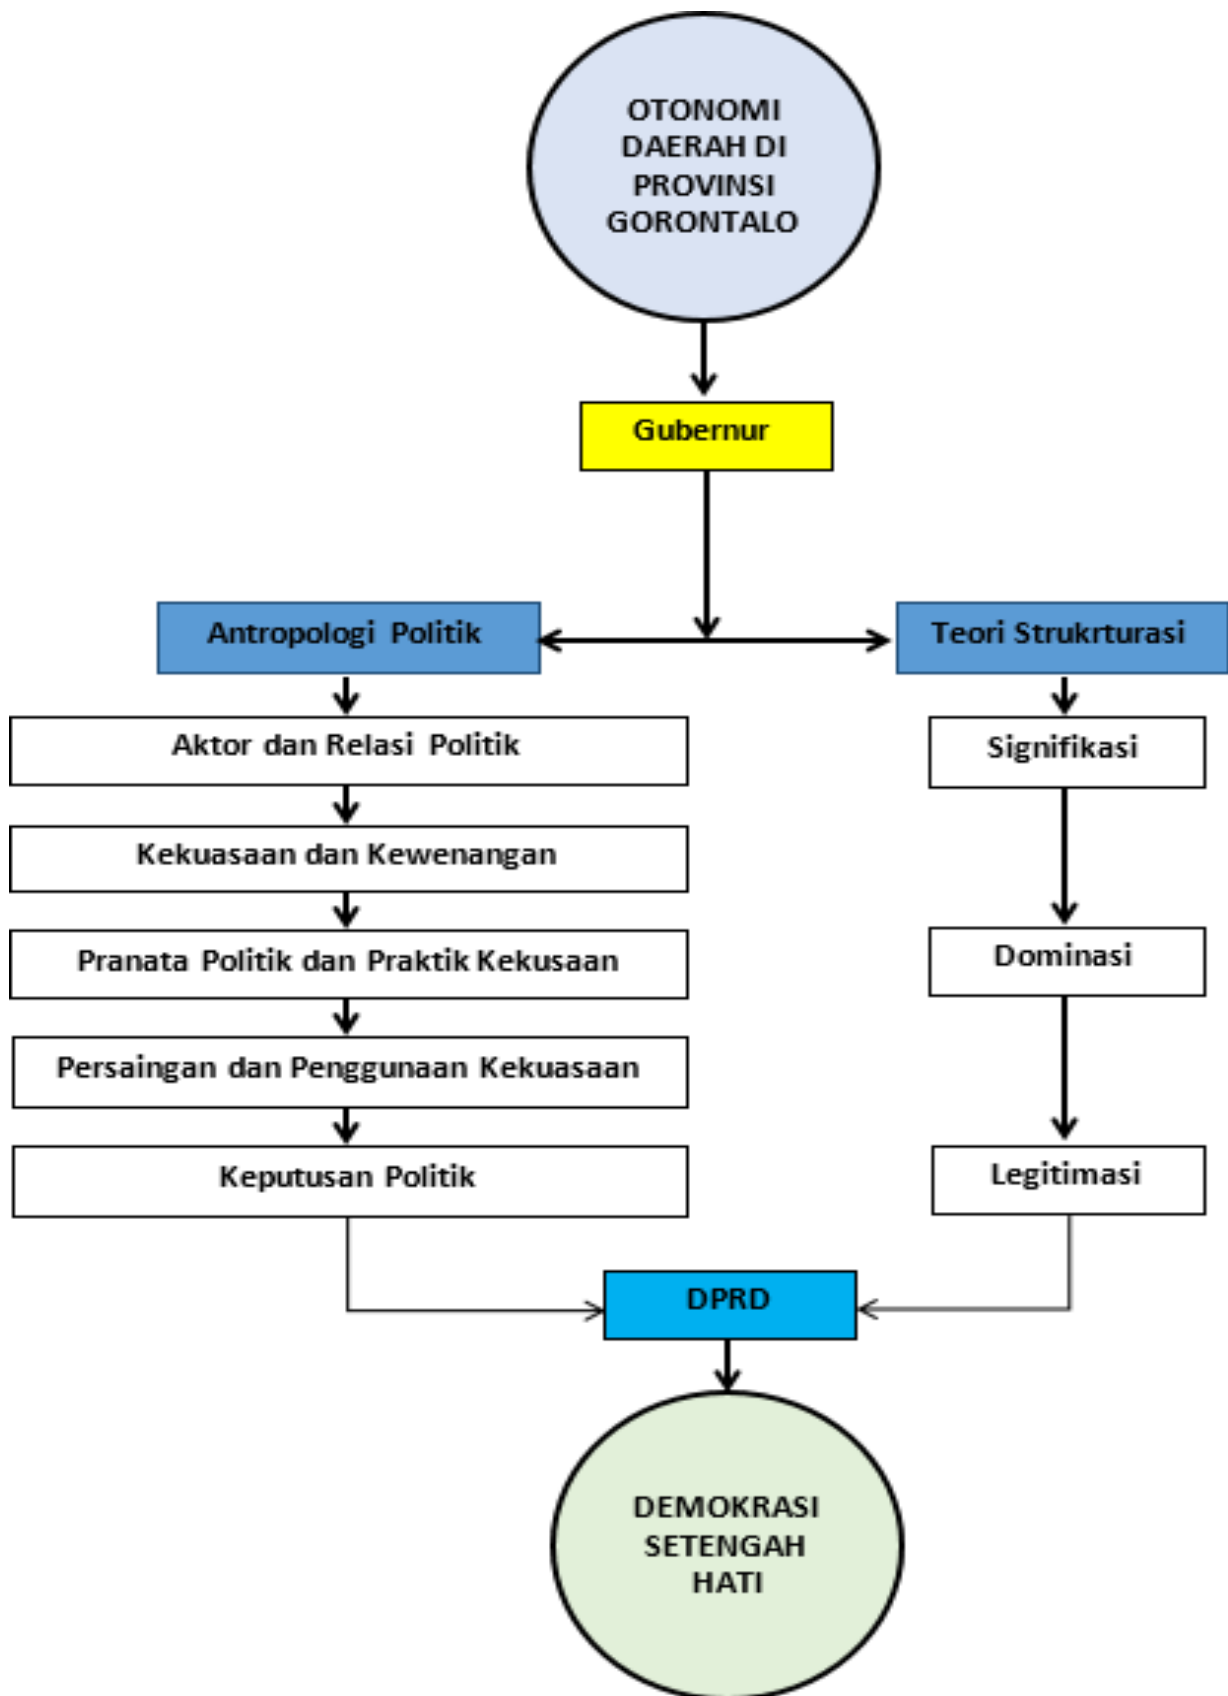 OTONOMI
DAERAH DI
PROVINSI
GORONTALO
Gubernur
Antropologi Politik
Teori Strukrturasi
Aktor dan Relasi Politik
Signifikasi
Kekuasaan dan Kewenangan
Pranata Politik dan Praktik Kekusaan
Dominasi
Persaingan dan Penggunaan Kekuasaan
Keputusan Politik
Legitimasi
DPRD
DEMOKRASI
SETENGAH
HATI